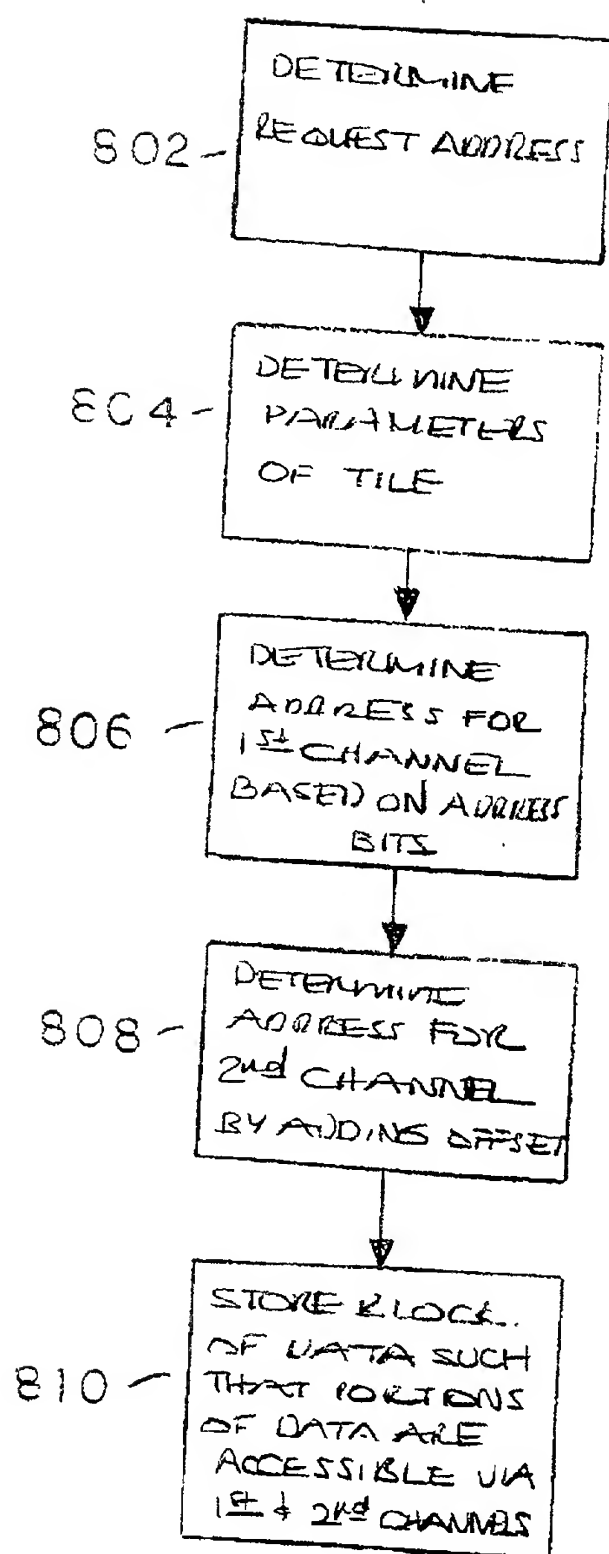 DETERMINE
REQUEST ADDRESS
802
DETERMINE
PARAMETERS
OF TILE
804
DETERMINE
ADDRESS FOR
1st CHANNEL
BASED ON ADDRESS
BITS
806
DETERMINE
ADDRESS FOR
2nd CHANNEL
BY ADDING OFFSET
808
STORE BLOCK
OF DATA SUCH
THAT PORTIONS
OF DATA ARE
ACCESSIBLE VIA
1st & 2nd CHANNELS
810